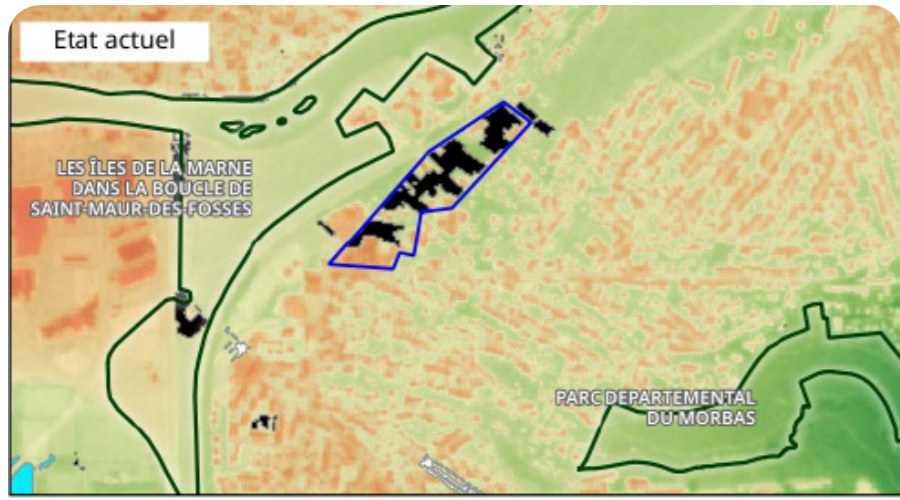 Etat actuel
LES ÎLES DE LA MARNE
DANS LA BOUCLE DE
SAINT-MAUR-DES-FOSSES
PARC DEPARTEMENTAL
DU MORBAS